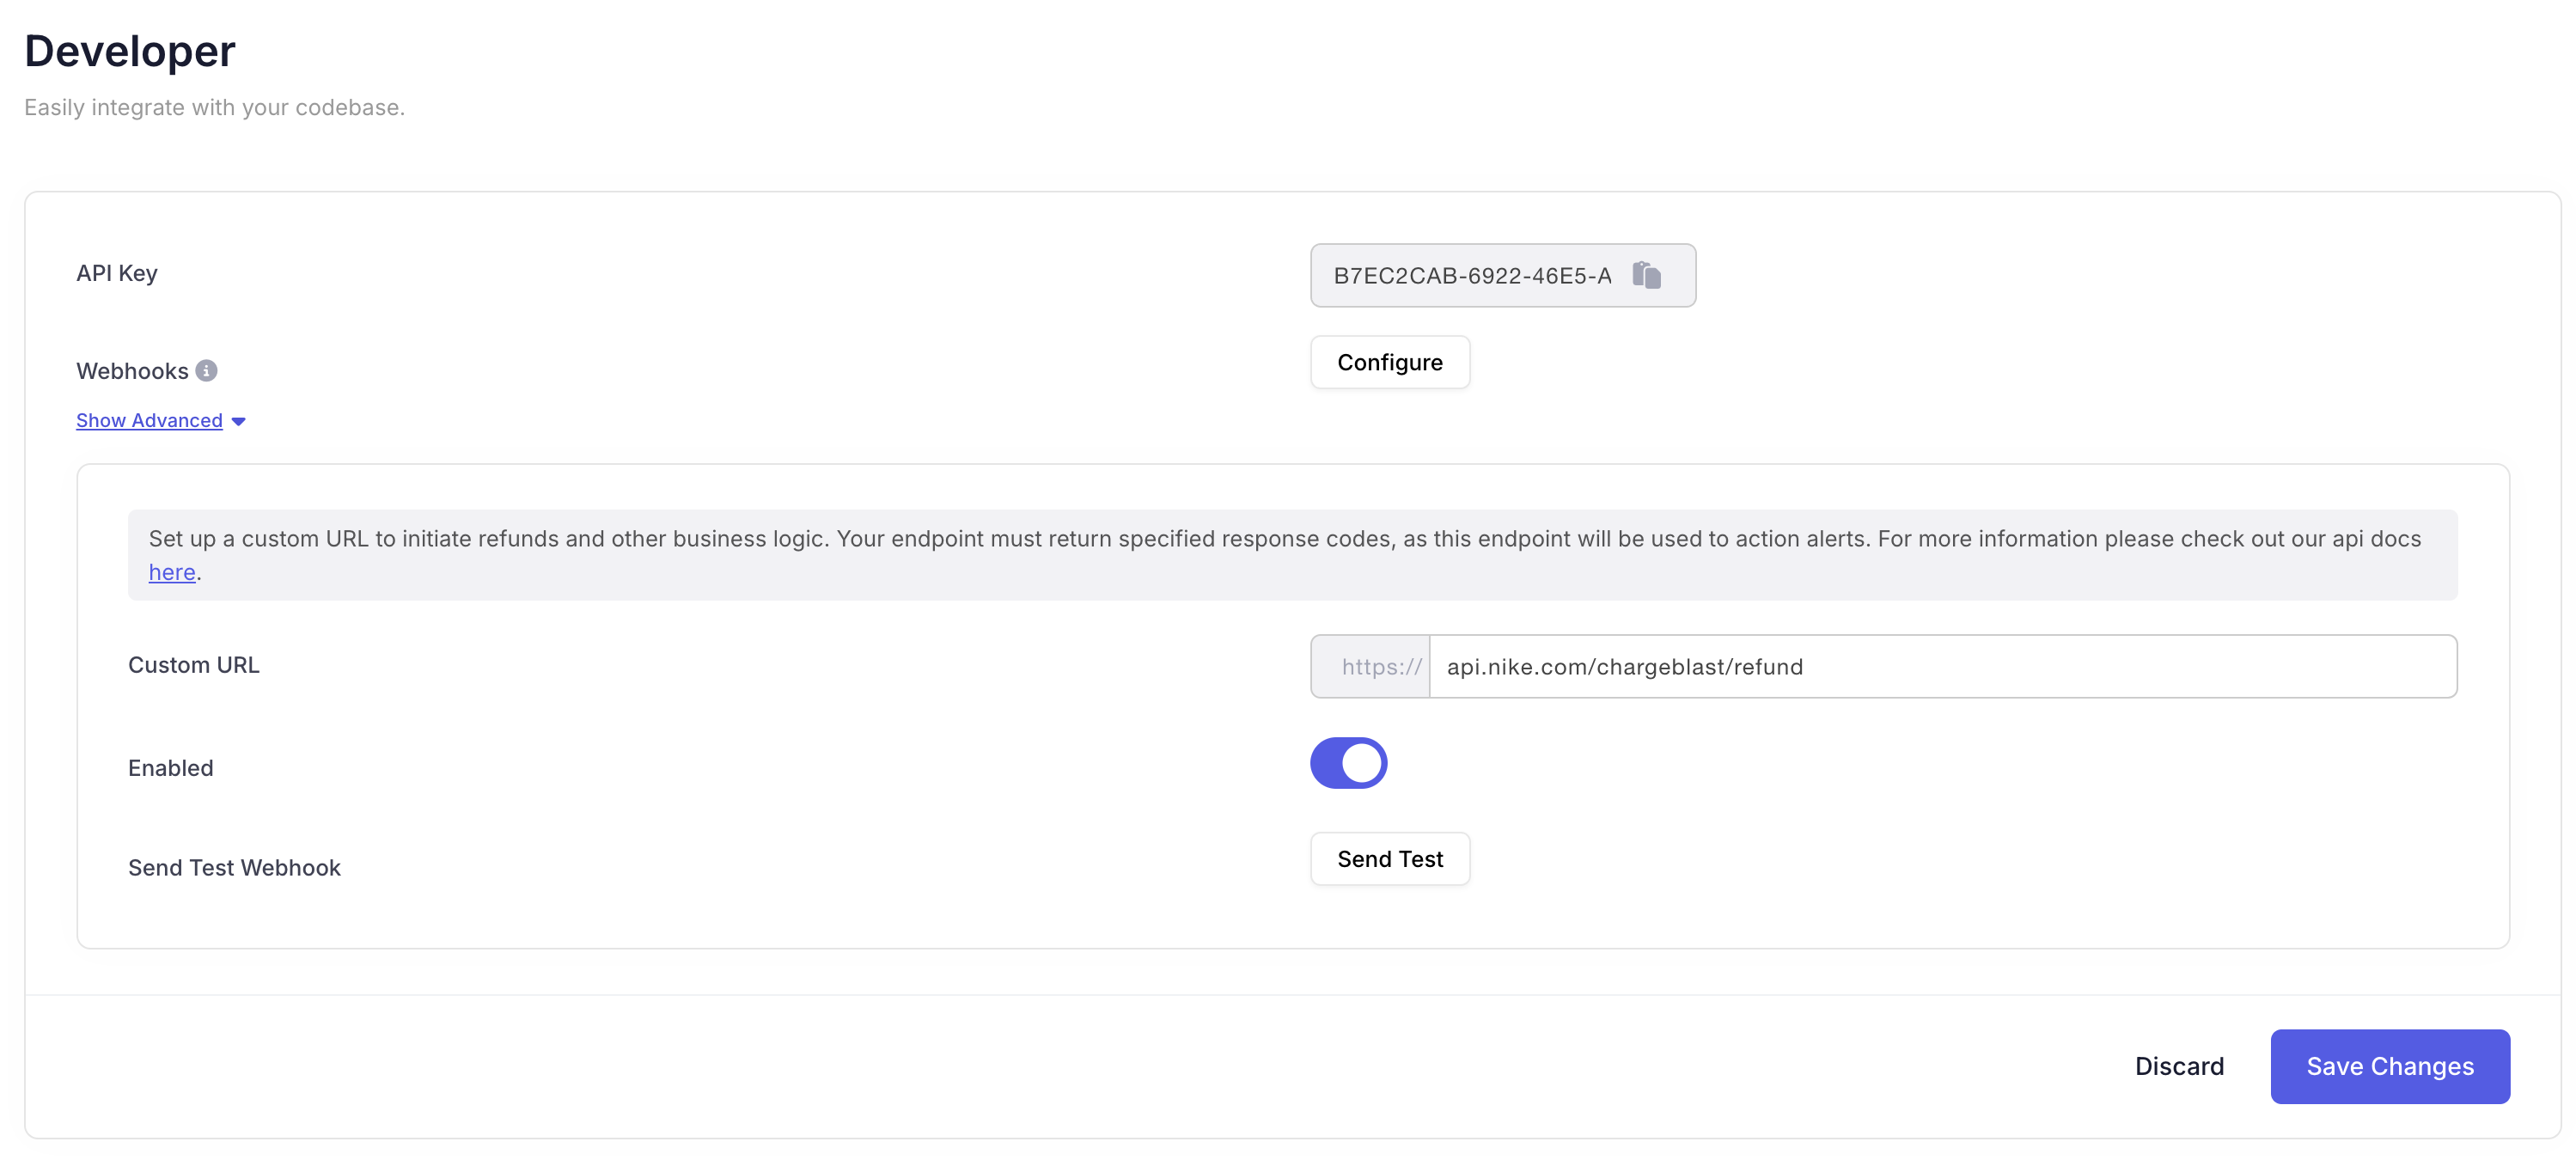 Developer
Easily integrate with your codebase.
API Key
B7EC2CAB-6922-46E5-A
Webhooks
Configure
Show Advanced
Set up a custom URL to initiate refunds and other business logic. Your endpoint must return specified response codes, as this endpoint will be used to action alerts. For more information please check out our api docs
here.
Custom URL
https:// api.nike.com/chargeblast/refund
Enabled
Send Test Webhook
Send Test
Discard
Save Changes